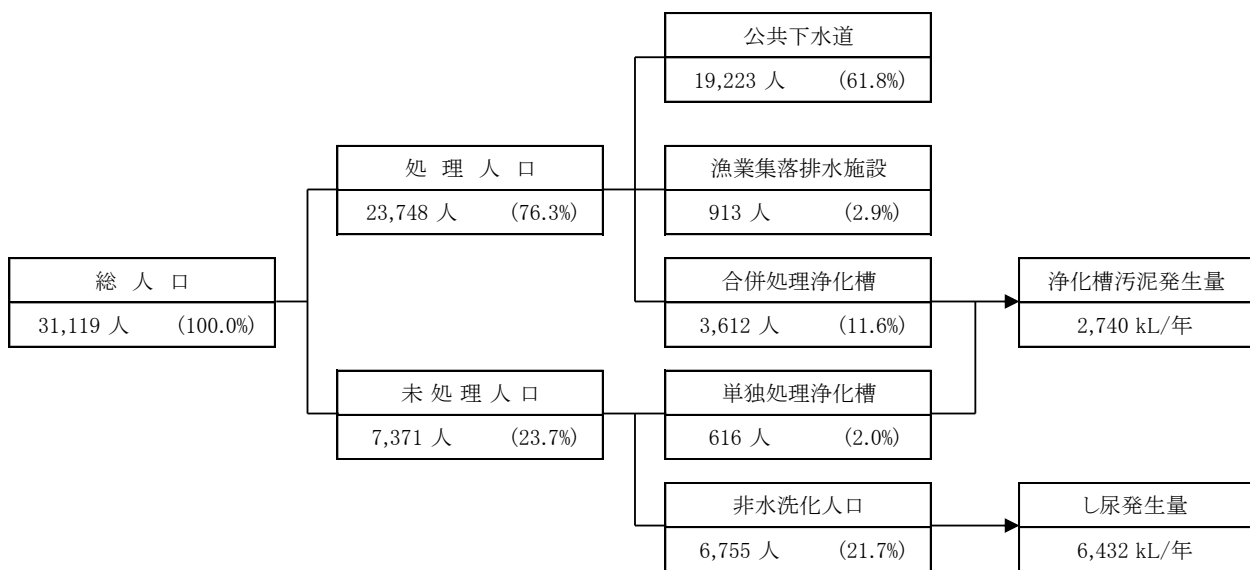 公共下水道
19,223 人 (61.8%)
処 理 人 口
23,748 人 (76.3%)
漁業集落排水施設
913 人 (2.9%)
総 人 口
31,119 人 (100.0%)
合併処理浄化槽
3,612 人 (11.6%)
浄化槽汚泥発生量
2,740 kL/年
未 処 理 人 口
7,371 人 (23.7%)
単独処理浄化槽
616 人 (2.0%)
非水洗化人口
6,755 人 (21.7%)
し尿発生量
6,432 kL/年